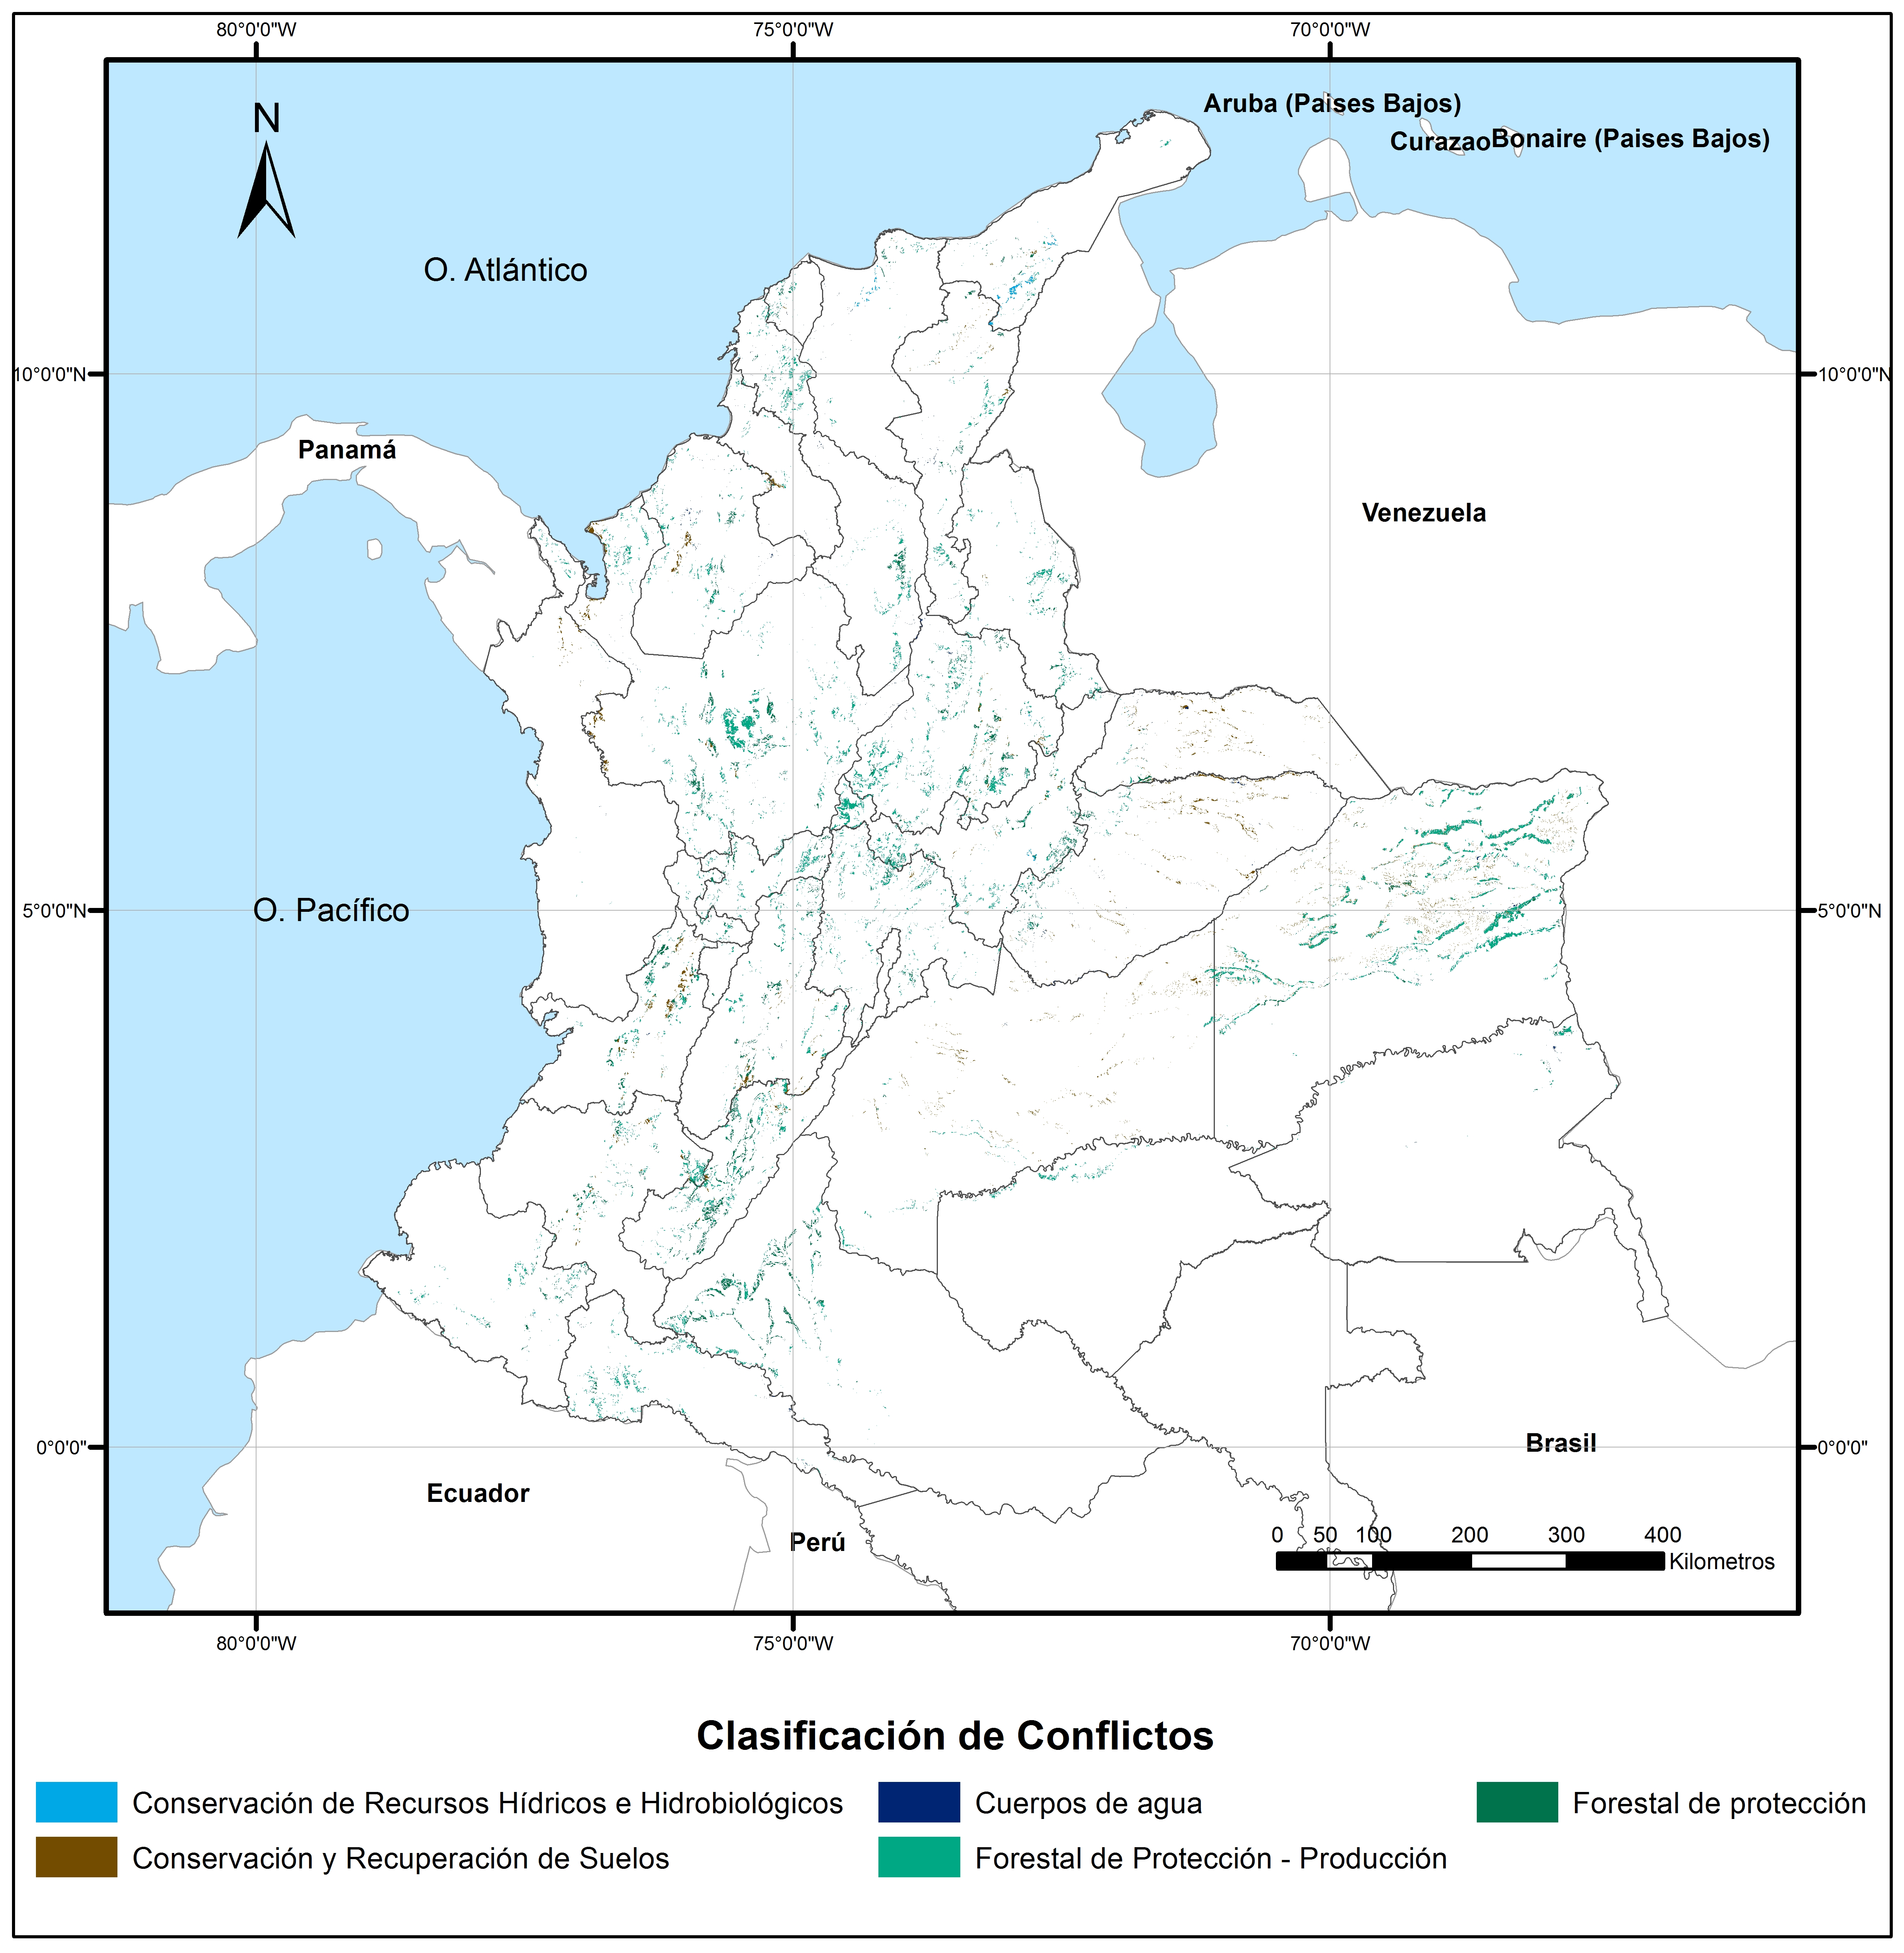 80°0'0"W 75°0'0"W 70°0'0"W
N
Aruba (Paises Bajos)
Curazao Bonaire (Paises Bajos)
O. Atlántico
10°0'0"N 10°0'0"N
Panamá
Venezuela
O. Pacífico
5°0'0"N 5°0'0"N
0°0'0" 0°0'0"
Brasil
Ecuador
Perú
0 50 100 200 300 400
Kilometros
80°0'0"W 75°0'0"W 70°0'0"W
Clasificación de Conflictos
Conservación de Recursos Hídricos e Hidrobiológicos
Cuerpos de agua
Forestal de protección
Conservación y Recuperación de Suelos
Forestal de Protección - Producción